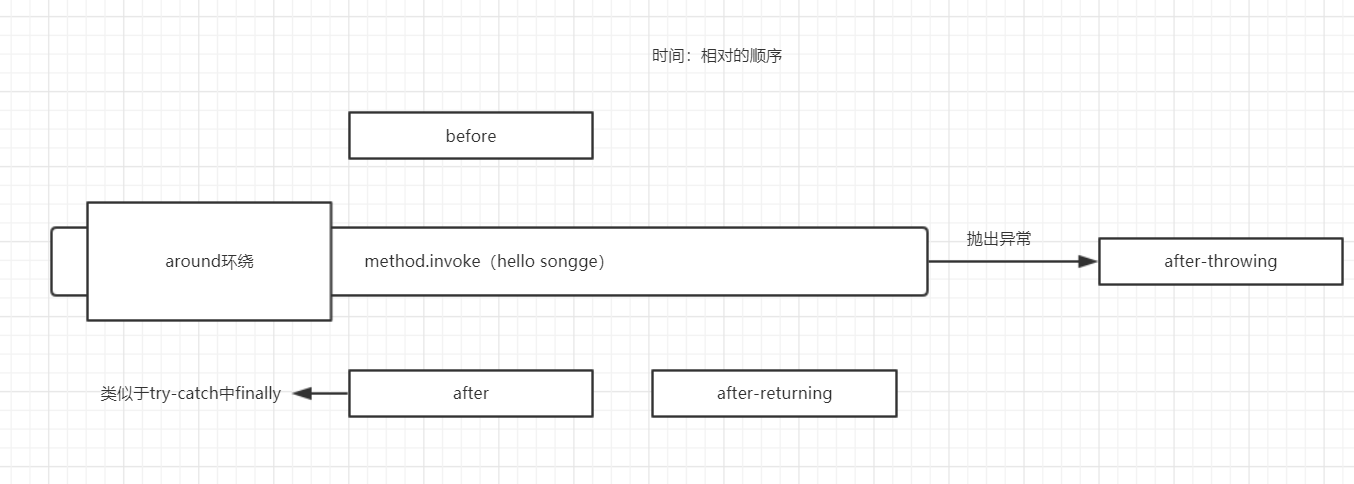 时间：相对的顺序
before
around环绕
method.invoke（hello songge）
抛出异常
after-throwing
类似于try-catch中finally
after
after-returning